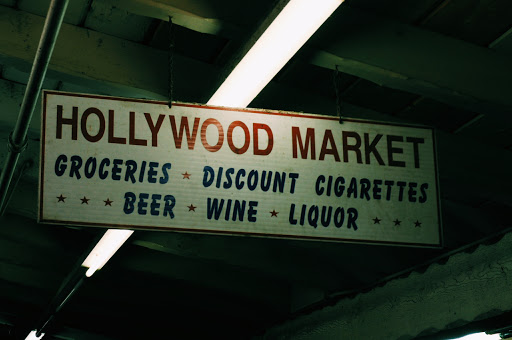 HOLLYWOOD MARKET
GROCERIES ★ DISCOUNT CIGARETTES
★ ★ ★ BEER ★ WINE ★ LIQUOR ★ ★ ★